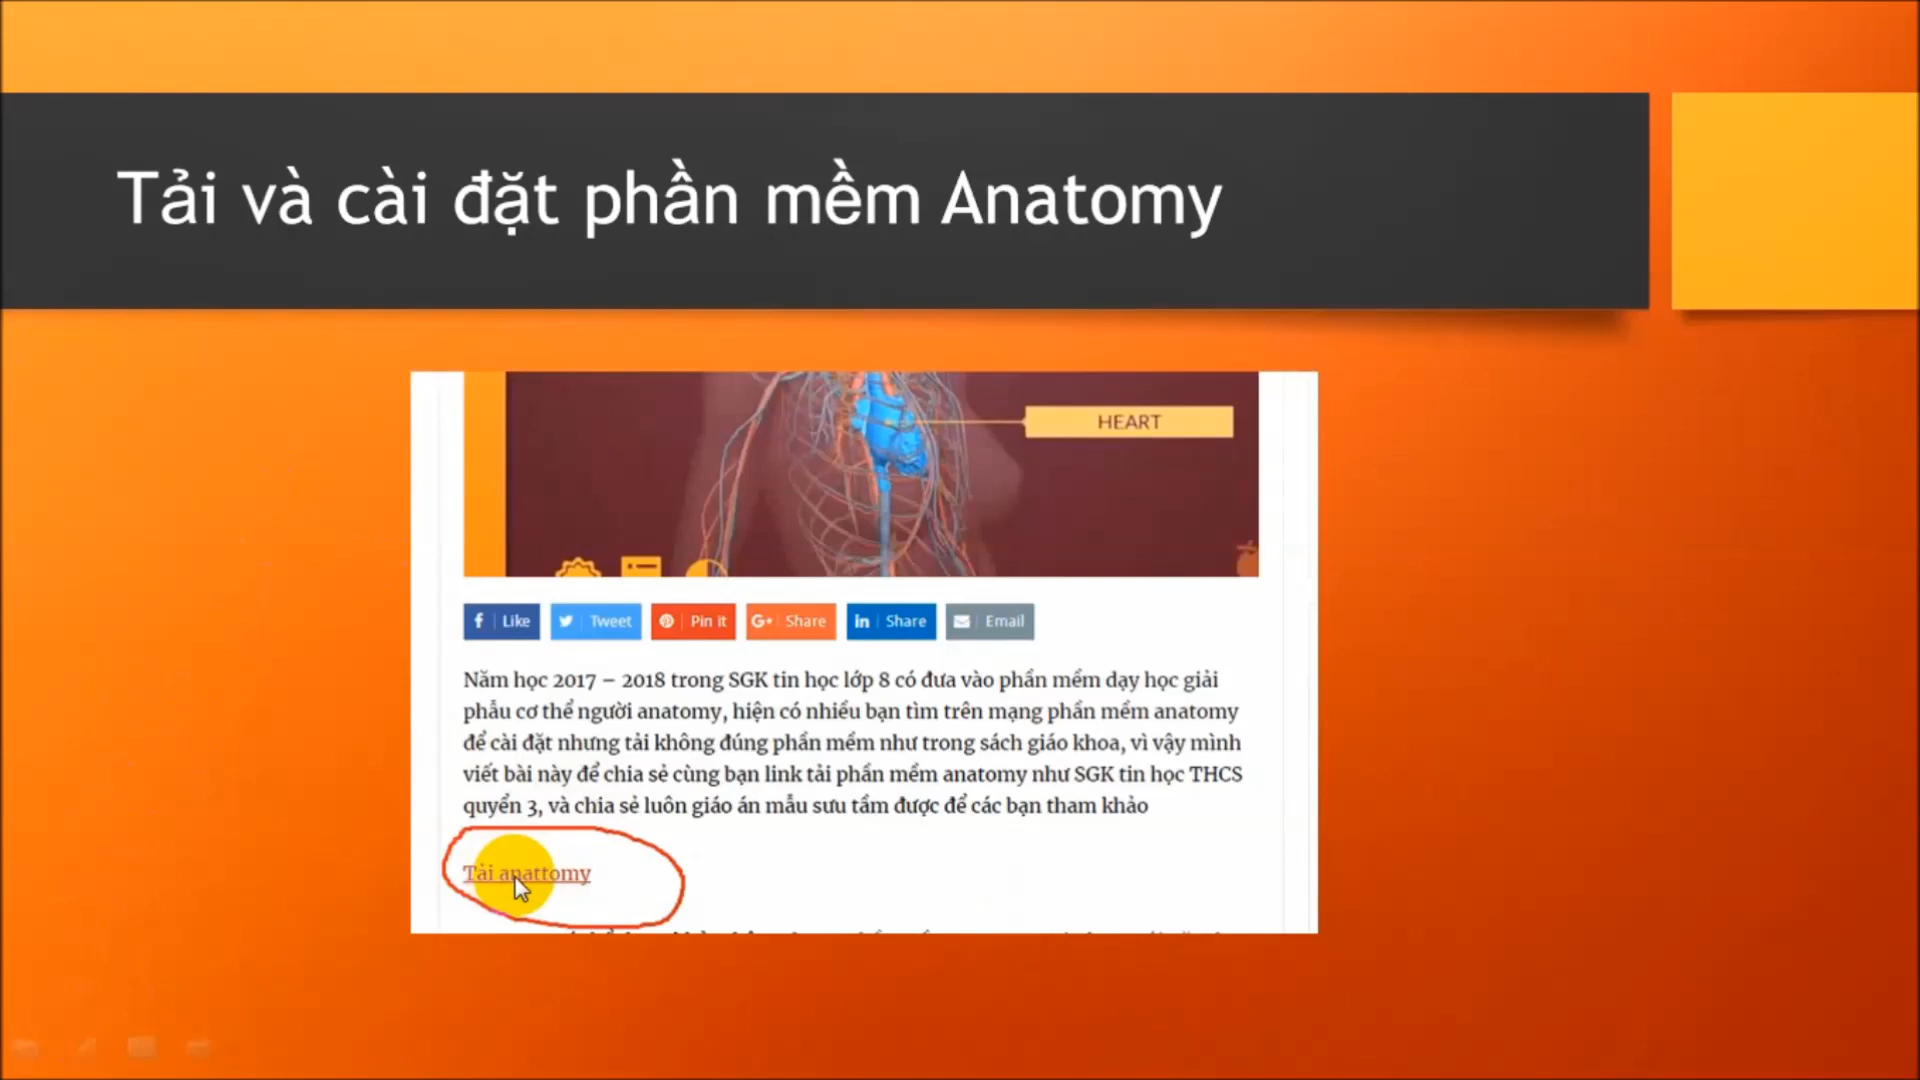 Tải và cài đặt phần mềm Anatomy
HEART
Like Tweet Pin it Share Share Email
Năm học 2017 – 2018 trong SGK tin học lớp 8 có đưa vào phần mềm dạy học giải
phẫu cơ thể người anatomy, hiện có nhiều bạn tìm trên mạng phần mềm anatomy
để cài đặt nhưng tải không đúng phần mềm như trong sách giáo khoa, vì vậy mình
viết bài này để chia sẻ cùng bạn link tải phần mềm anatomy như SGK tin học THCS
quyển 3, và chia sẻ luôn giáo án mẫu sưu tầm được để các bạn tham khảo
Tải anattomy